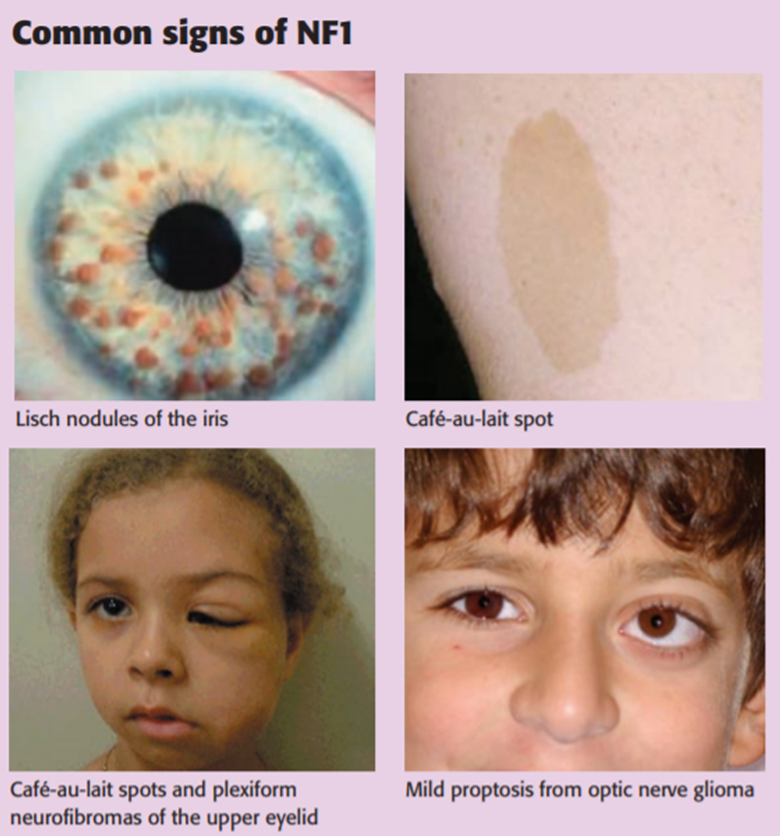 Common signs of NF1
Lisch nodules of the iris
Café-au-lait spot
Café-au-lait spots and plexiform
neurofibromas of the upper eyelid
Mild proptosis from optic nerve glioma